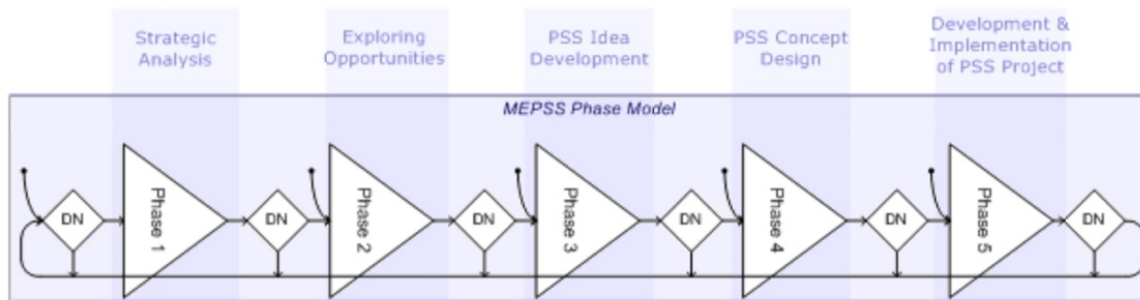 Strategic
Analysis
Exploring
Opportunities
PSS Idea
Development
PSS Concept
Design
Development &
Implementation
of PSS Project
MEPSS Phase Model
DN
Phase 1
DN
Phase 2
DN
Phase 3
DN
Phase 4
DN
Phase 5
DN